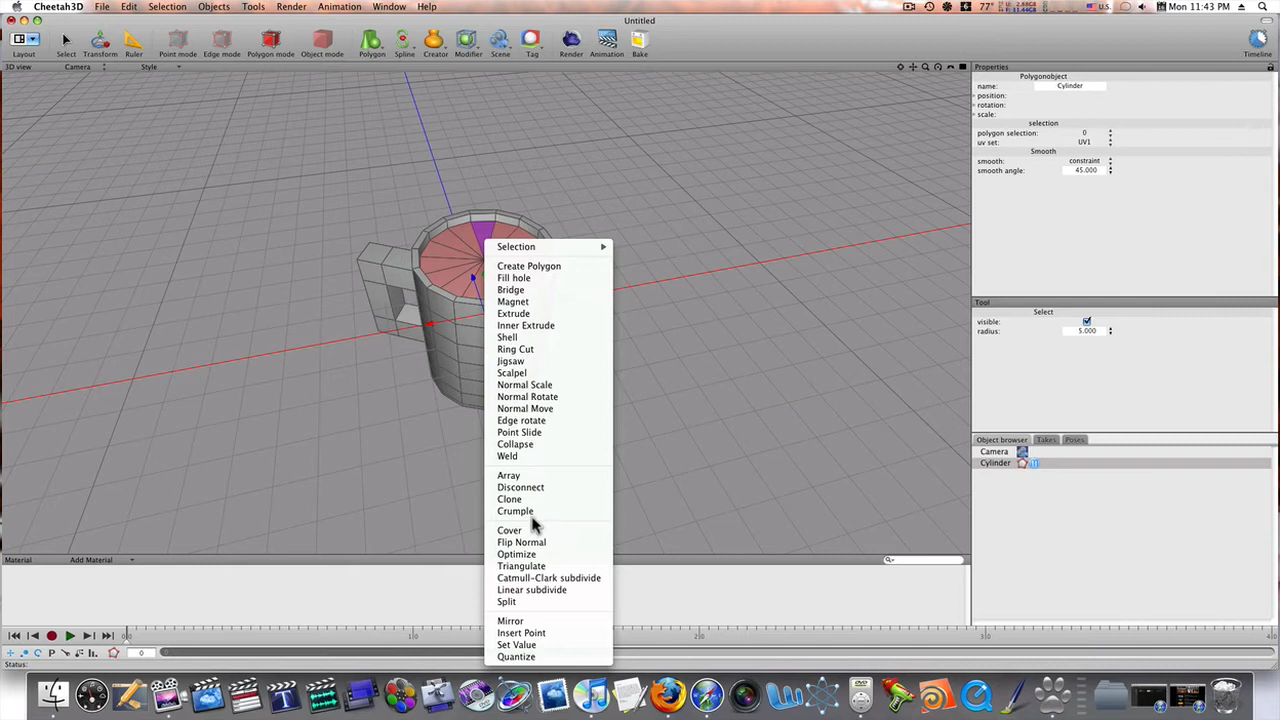 Cheetah3D File Edit Selection Objects Tools Render Animation Window Help
77° Mon 11:43 PM
Untitled
Layout Select Transform Ruler Point mode Edge mode Polygon mode Object mode Polygon Spline Creator Modifier Scene Tag Render Animation Bake Timeline
3D view Camera Style
Properties
Polygonobject
name: Cylinder
position:
rotation:
scale:
selection
polygon selection: 0
uv set: UV1
Smooth
smooth: constraint
smooth angle: 45.000
Selection
Create Polygon
Fill hole
Bridge
Magnet
Extrude
Inner Extrude
Shell
Ring Cut
Jigsaw
Scalpel
Normal Scale
Normal Rotate
Normal Move
Edge rotate
Point Slide
Collapse
Weld
Array
Disconnect
Clone
Crumple
Cover
Flip Normal
Optimize
Triangulate
Catmull-Clark subdivide
Linear subdivide
Split
Mirror
Insert Point
Set Value
Quantize
Tool
Select
visible:
radius: 5.000
Object browser Takes Poses
Camera
Cylinder
Material Add Material
Status: 0